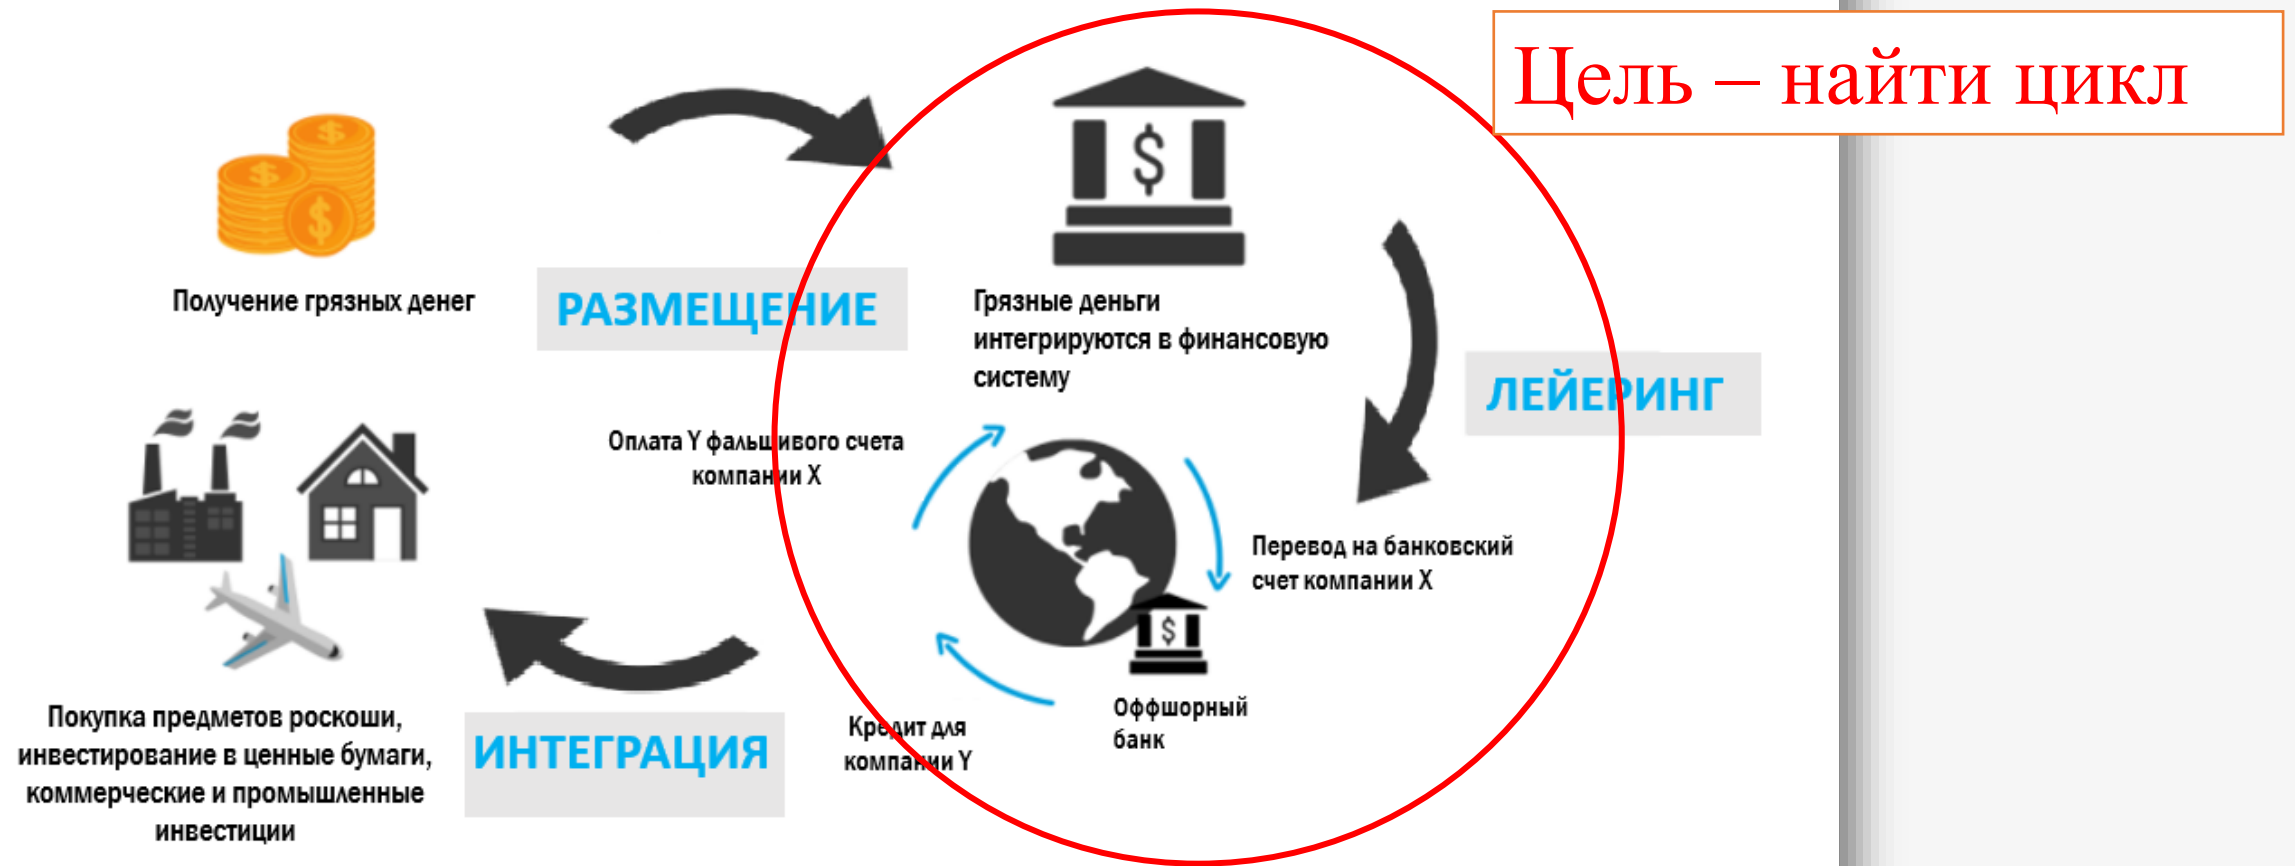 Цель – найти цикл
Получение грязных денег
РАЗМЕЩЕНИЕ
Грязные деньги
интегрируются в финансовую
систему
ЛЕЙЕРИНГ
Оплата Y фальшивого счета
компании X
Перевод на банковский
счет компании X
Оффшорный
банк
Кредит для
компании Y
ИНТЕГРАЦИЯ
Покупка предметов роскоши,
инвестирование в ценные бумаги,
коммерческие и промышленные
инвестиции